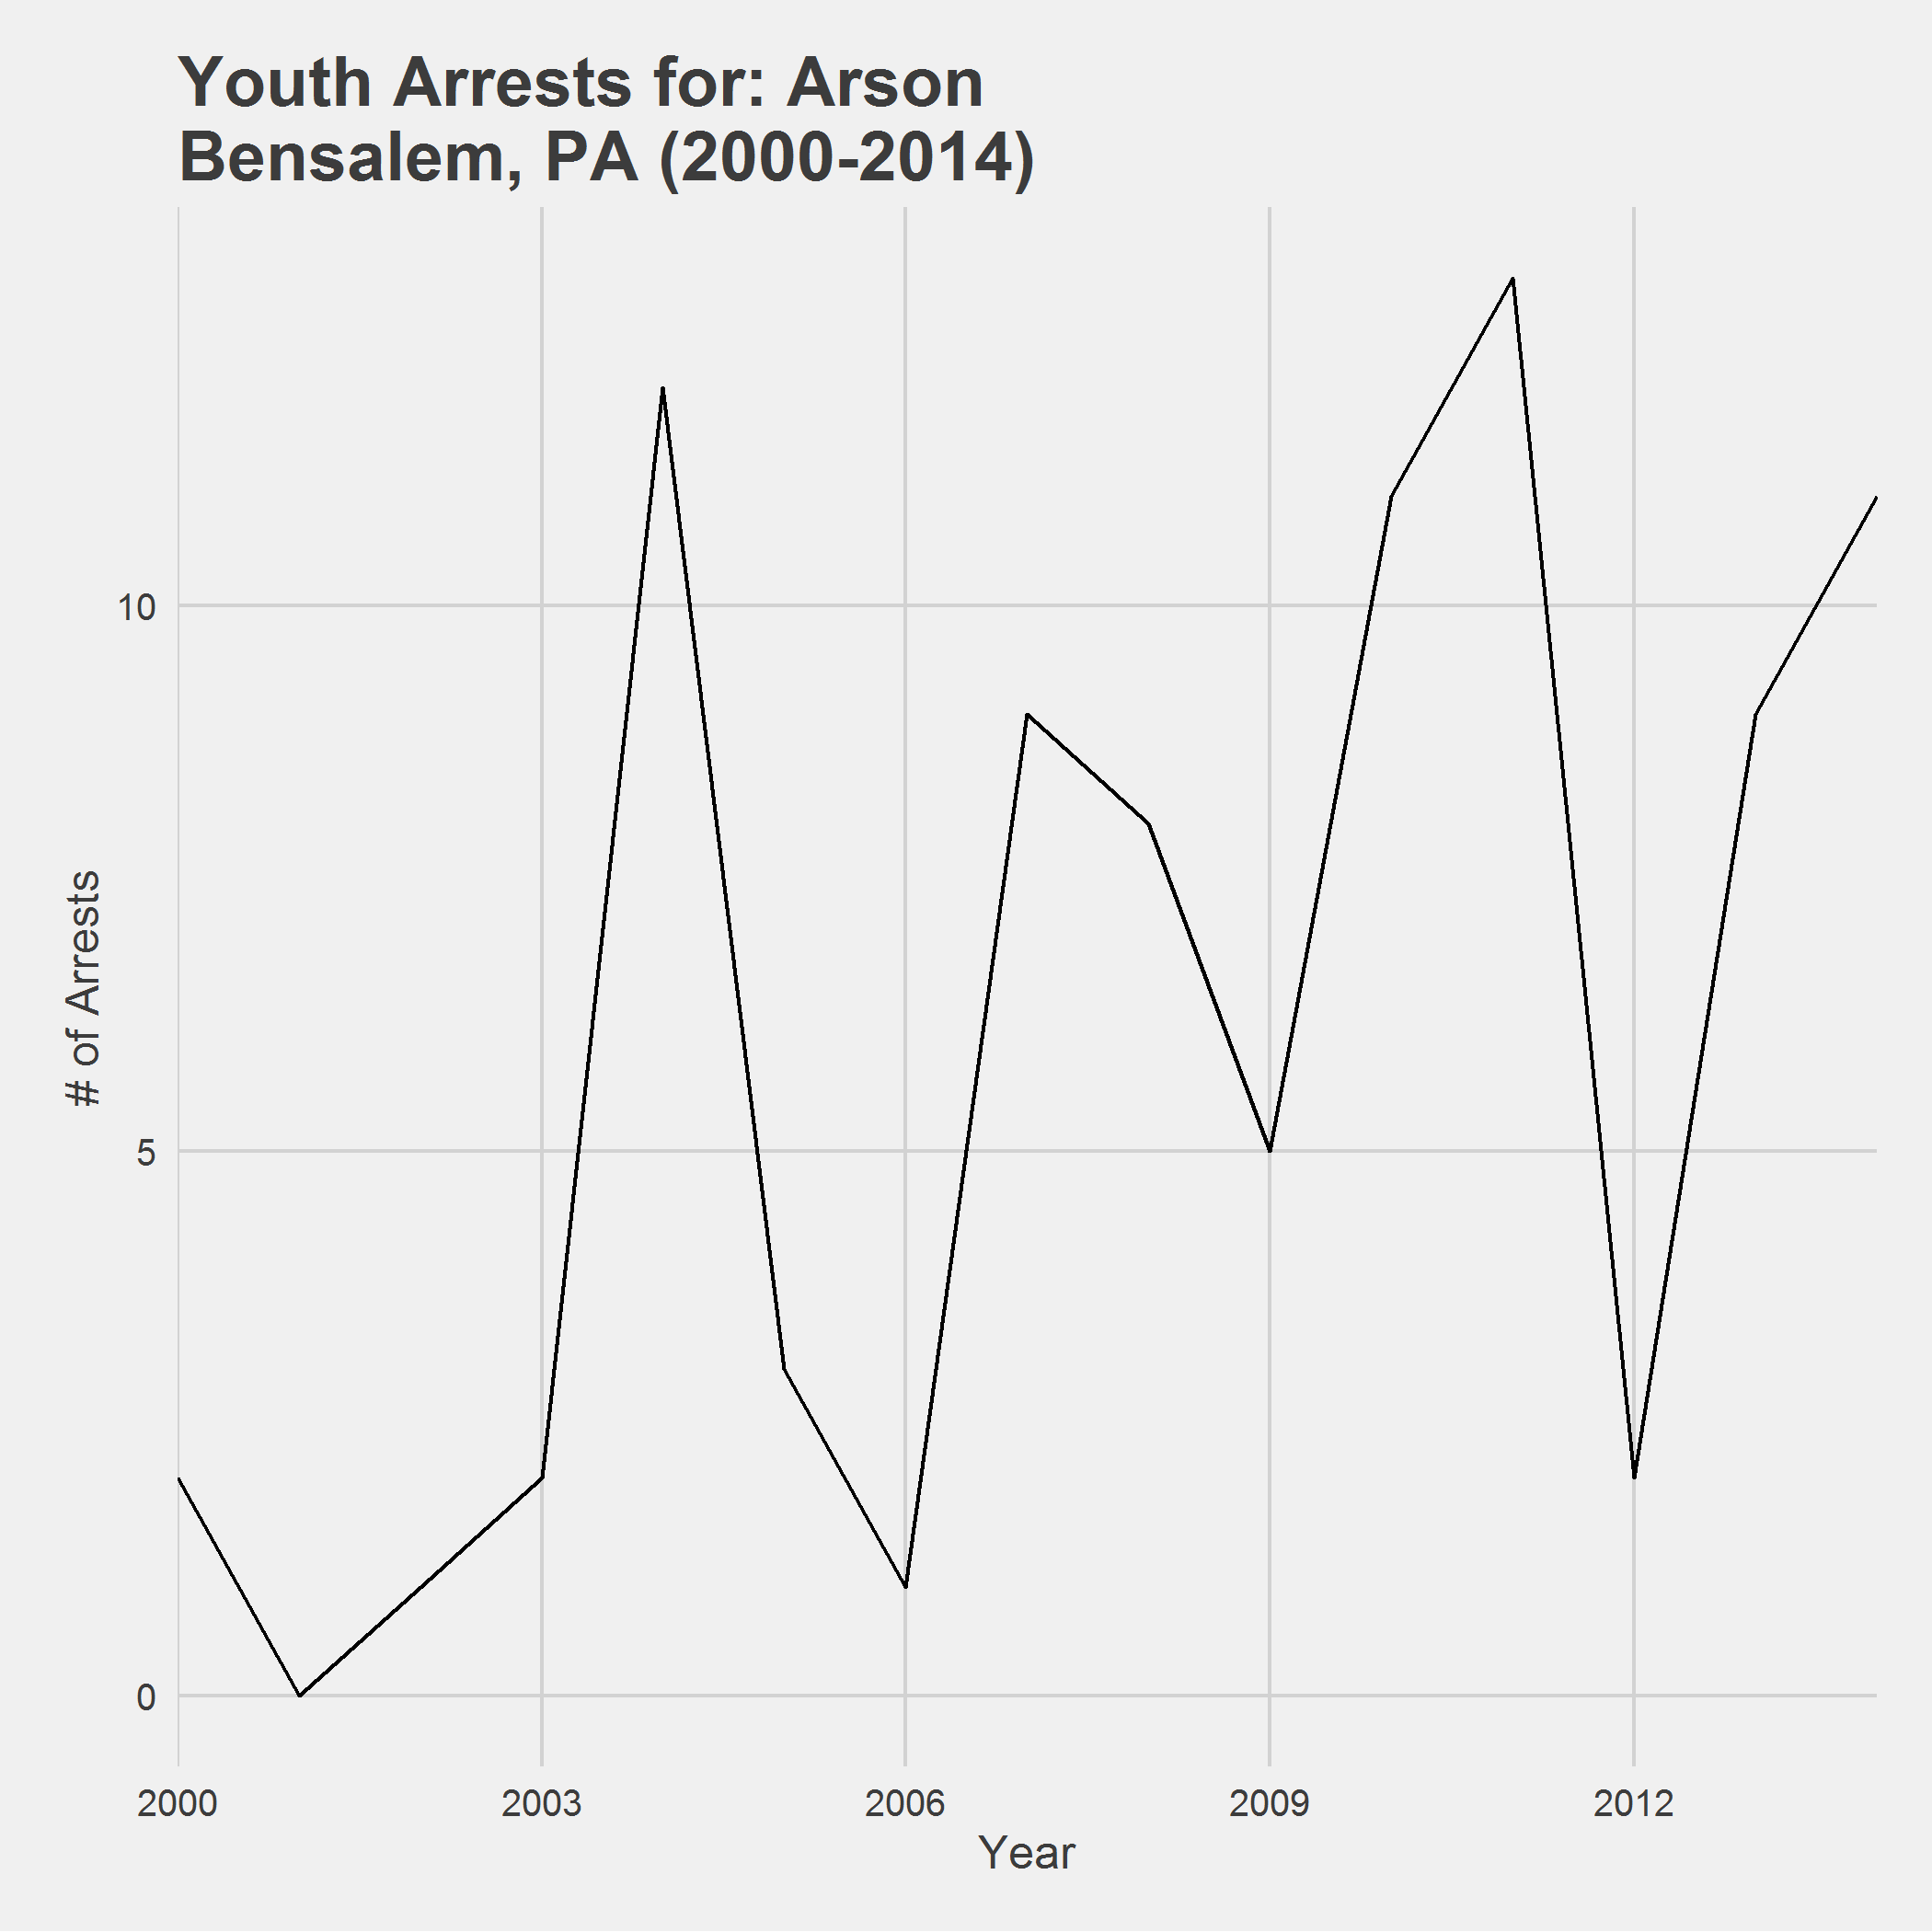 Youth Arrests for: Arson
Bensalem, PA (2000-2014)
10
5
0
# of Arrests
2000 2003 2006 2009 2012
Year